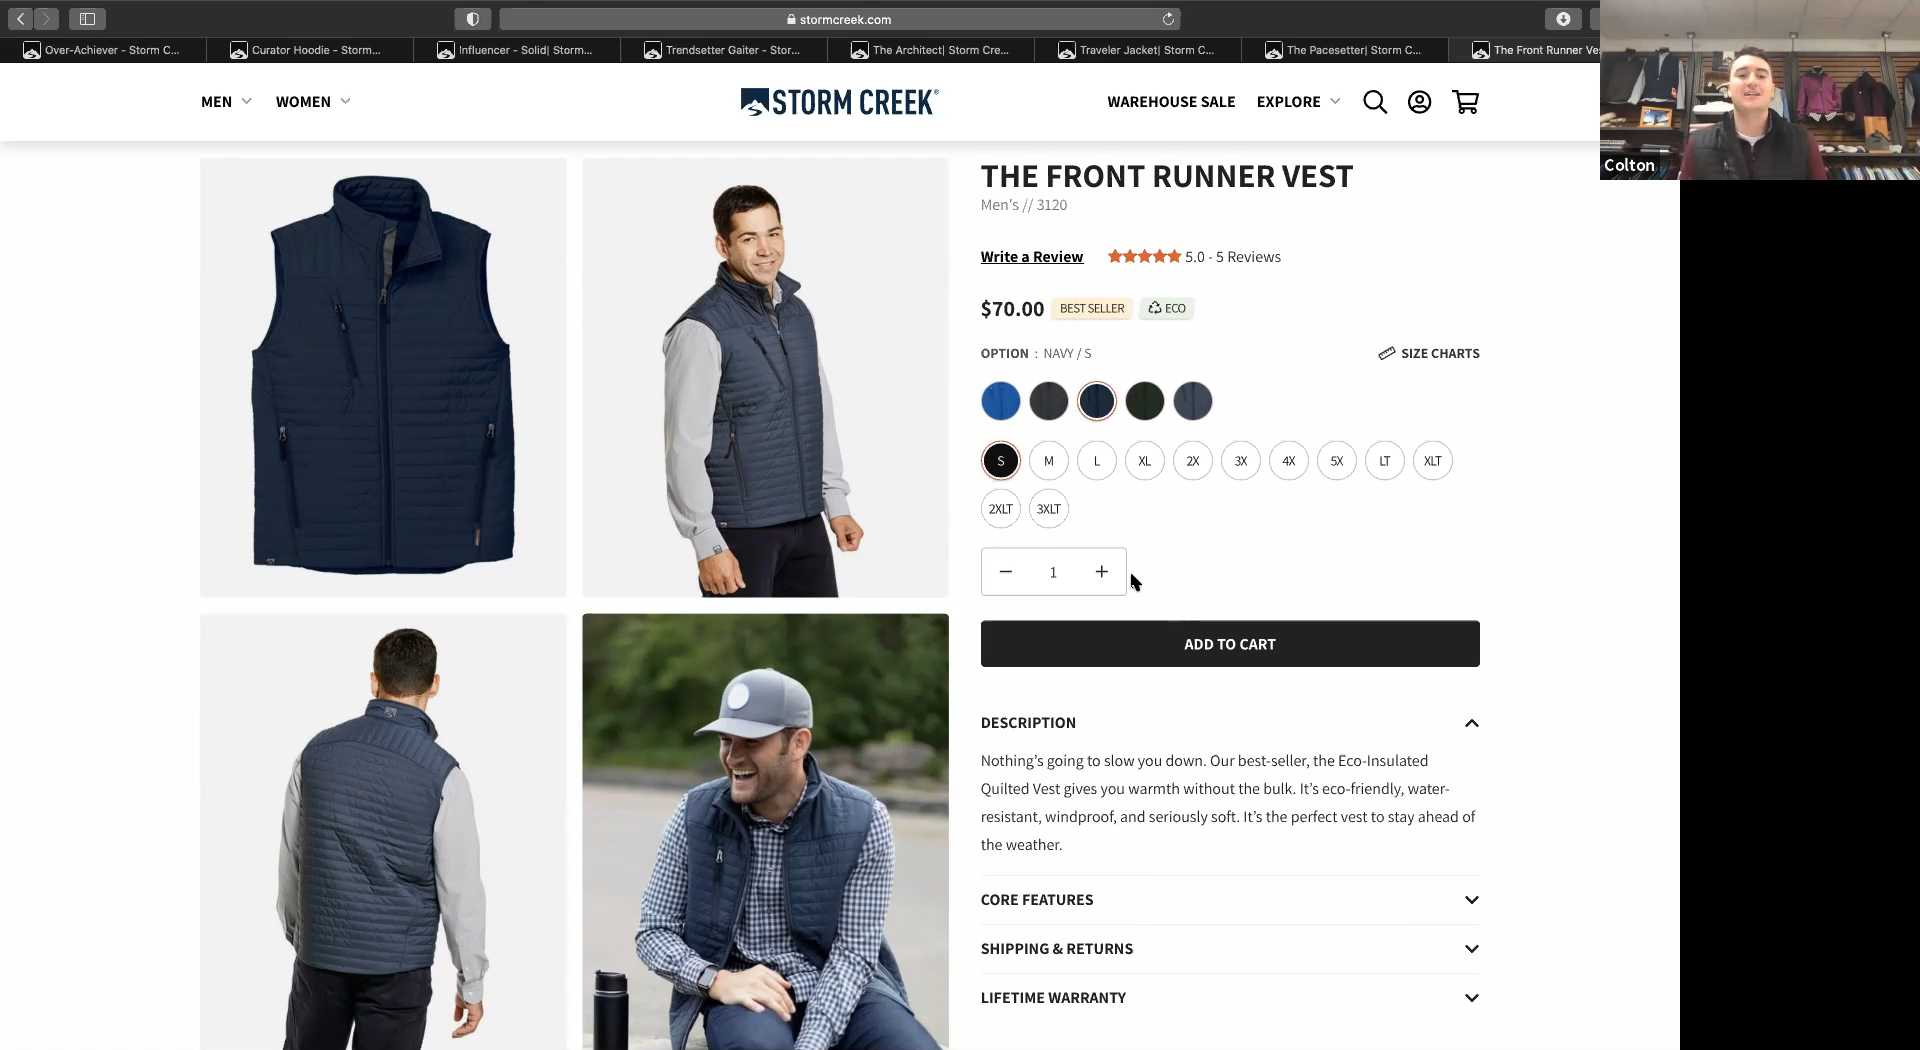 stormcreek.com
Over-Achiever - Storm C...
Curator Hoodie - Storm...
Influencer - Solid| Storm...
Trendsetter Gaiter - Stor...
The Architect| Storm Cre...
Traveler Jacket| Storm C...
The Pacesetter| Storm C...
The Front Runner Ve
Colton
MEN
WOMEN
STORM CREEK®
WAREHOUSE SALE
EXPLORE
THE FRONT RUNNER VEST
Men's // 3120
Write a Review
5.0 - 5 Reviews
$70.00
BEST SELLER
ECO
OPTION : NAVY / S
SIZE CHARTS
S M L XL 2X 3X 4X 5X LT XLT
2XLT 3XLT
− 1 +
ADD TO CART
DESCRIPTION
Nothing's going to slow you down. Our best-seller, the Eco-Insulated
Quilted Vest gives you warmth without the bulk. It's eco-friendly, water-
resistant, windproof, and seriously soft. It's the perfect vest to stay ahead of
the weather.
CORE FEATURES
SHIPPING & RETURNS
LIFETIME WARRANTY